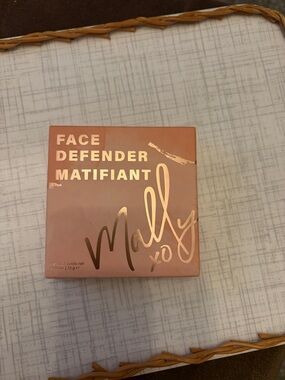 FACE
DEFENDER
MATIFIANT
Mally
xo